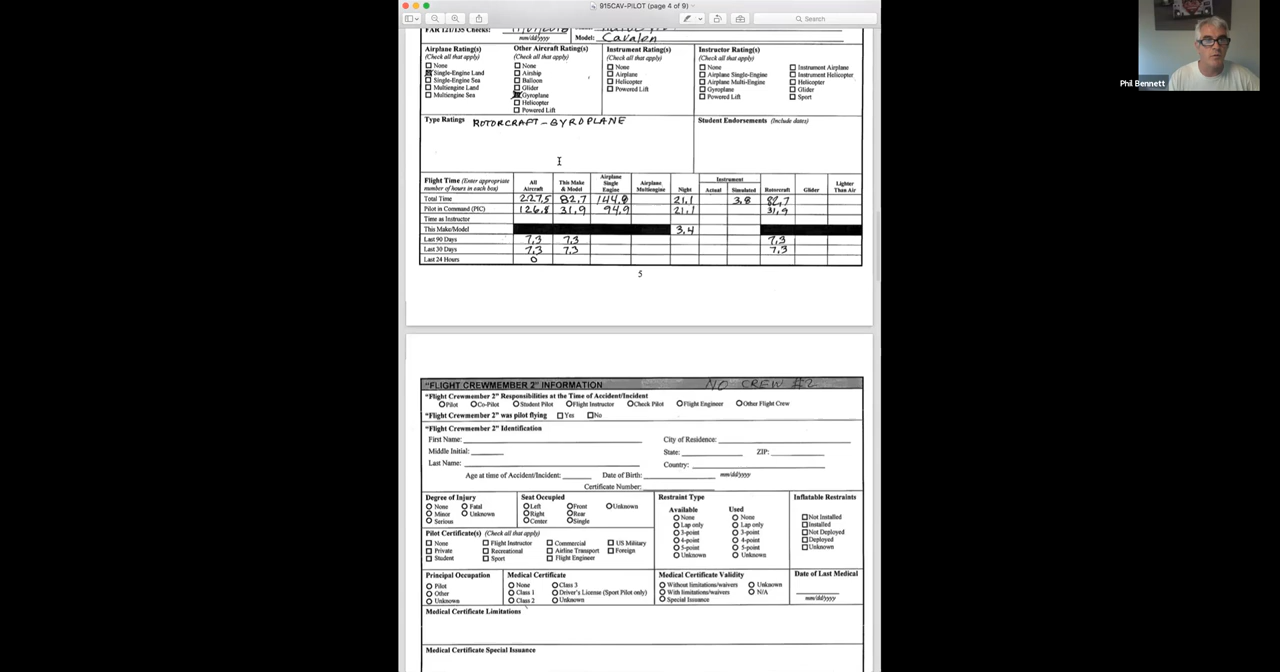 915CAV-PILOT (page 4 of 9)
Search
Phil Bennett
FAR 121/135 Checks:
mm/dd/yyyy
Model: Cavalon
Airplane Rating(s)
(Check all that apply)
None
Single-Engine Land
Single-Engine Sea
Multiengine Land
Multiengine Sea
Other Aircraft Rating(s)
(Check all that apply)
None
Airship
Balloon
Glider
Gyroplane
Helicopter
Powered Lift
Instrument Rating(s)
(Check all that apply)
None
Airplane
Helicopter
Powered Lift
Instructor Rating(s)
(Check all that apply)
None
Airplane Single-Engine
Airplane Multi-Engine
Gyroplane
Powered Lift
Instrument Airplane
Instrument Helicopter
Helicopter
Glider
Sport
Type Ratings ROTORCRAFT - GYROPLANE
Student Endorsements (Include dates)
Flight Time (Enter appropriate number of hours in each box)
All Aircraft
This Make & Model
Airplane Single Engine
Airplane Multiengine
Night
Instrument
Actual
Simulated
Rotorcraft
Glider
Lighter Than Air
Total Time 227.5 82.7 144.8 21.1 3.8 82.7
Pilot in Command (PIC) 126.8 31.9 94.9 21.1 31.9
Time as Instructor
This Make/Model 3.4
Last 90 Days 7.3 7.3 7.3
Last 30 Days 7.3 7.3 7.3
Last 24 Hours 0
5
"FLIGHT CREWMEMBER 2" INFORMATION NO CREW #2
"Flight Crewmember 2" Responsibilities at the Time of Accident/Incident
Pilot Co-Pilot Student Pilot Flight Instructor Check Pilot Flight Engineer Other Flight Crew
"Flight Crewmember 2" was pilot flying Yes No
"Flight Crewmember 2" Identification
First Name: City of Residence:
Middle Initial: State: ZIP:
Last Name: Country:
Age at time of Accident/Incident: Date of Birth: mm/dd/yyyy
Certificate Number:
Degree of Injury
None Fatal
Minor Unknown
Serious
Seat Occupied
Left Front Unknown
Right Rear
Center Single
Restraint Type
Available
None
Lap only
3-point
4-point
5-point
Unknown
Used
None
Lap only
3-point
4-point
5-point
Unknown
Inflatable Restraints
Not Installed
Installed
Not Deployed
Deployed
Unknown
Pilot Certificate(s) (Check all that apply)
None Flight Instructor Commercial US Military
Private Recreational Airline Transport Foreign
Student Sport Flight Engineer
Principal Occupation
Pilot
Other
Unknown
Medical Certificate
None Class 3
Class 1 Driver's License (Sport Pilot only)
Class 2 Unknown
Medical Certificate Validity
Without limitations/waivers Unknown
With limitations/waivers N/A
Special Issuance
Date of Last Medical
mm/dd/yyyy
Medical Certificate Limitations
Medical Certificate Special Issuance